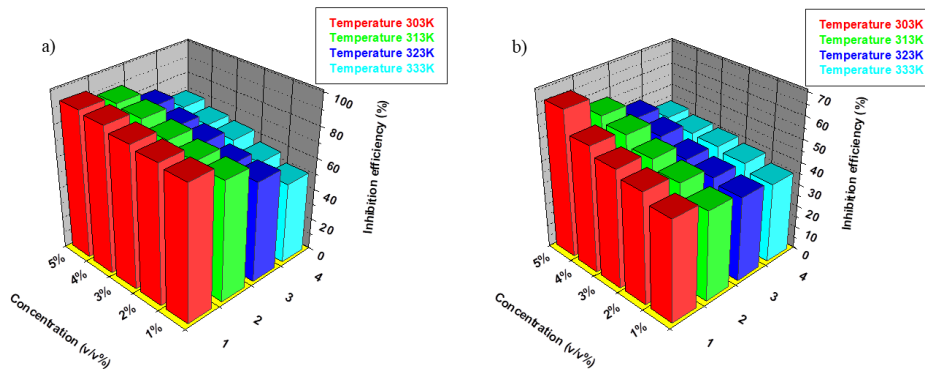 a)
Temperature 303K
Temperature 313K
Temperature 323K
Temperature 333K
100
80
60
40
20
0
Inhibition efficiency (%)
5%
4%
3%
2%
1%
Concentration (v/v%)
1
2
3
4
b)
Temperature 303K
Temperature 313K
Temperature 323K
Temperature 333K
70
60
50
40
30
20
10
0
Inhibition efficiency (%)
5%
4%
3%
2%
1%
Concentration (v/v%)
1
2
3
4